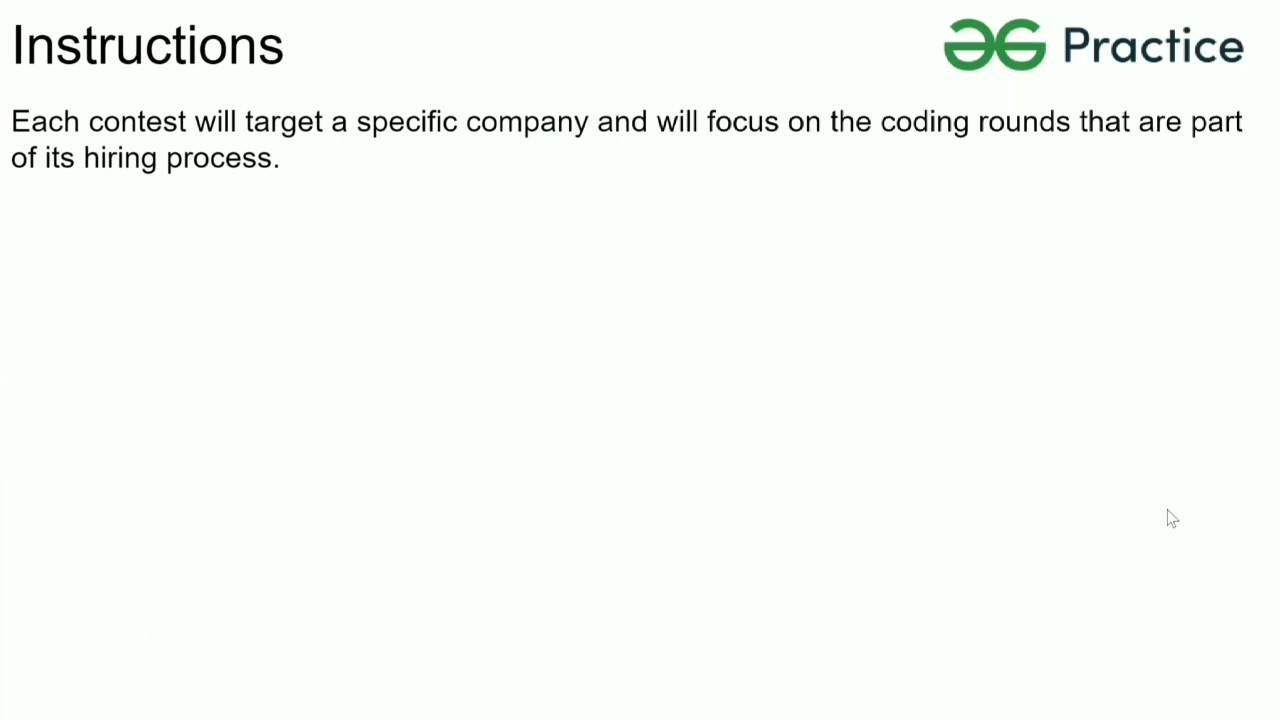 Instructions
Practice
Each contest will target a specific company and will focus on the coding rounds that are part
of its hiring process.